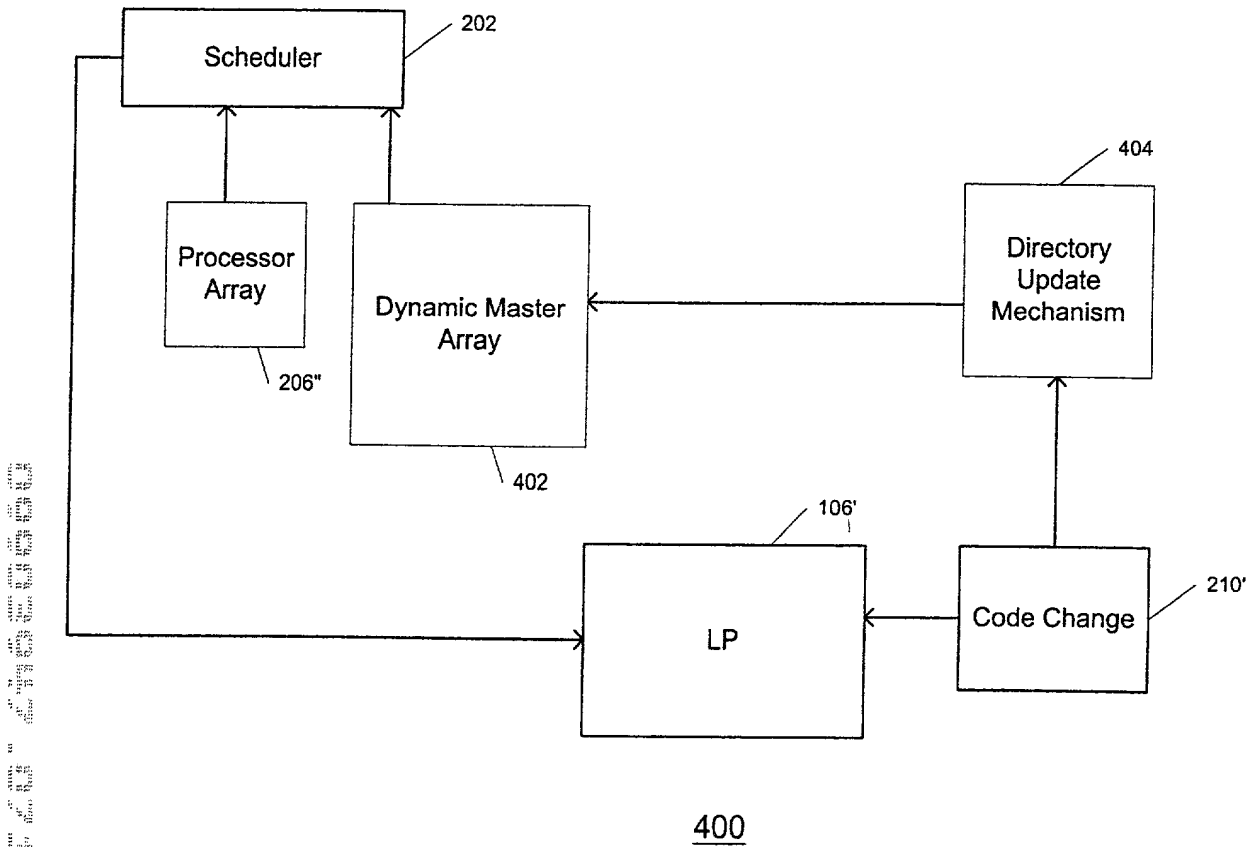 202
Scheduler
404
Processor
Array
Directory
Update
Mechanism
Dynamic Master
Array
206"
402
106'
210'
Code Change
LP
400